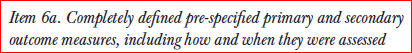 Item 6a. Completely defined pre-specified primary and secondary
outcome measures, including how and when they were assessed